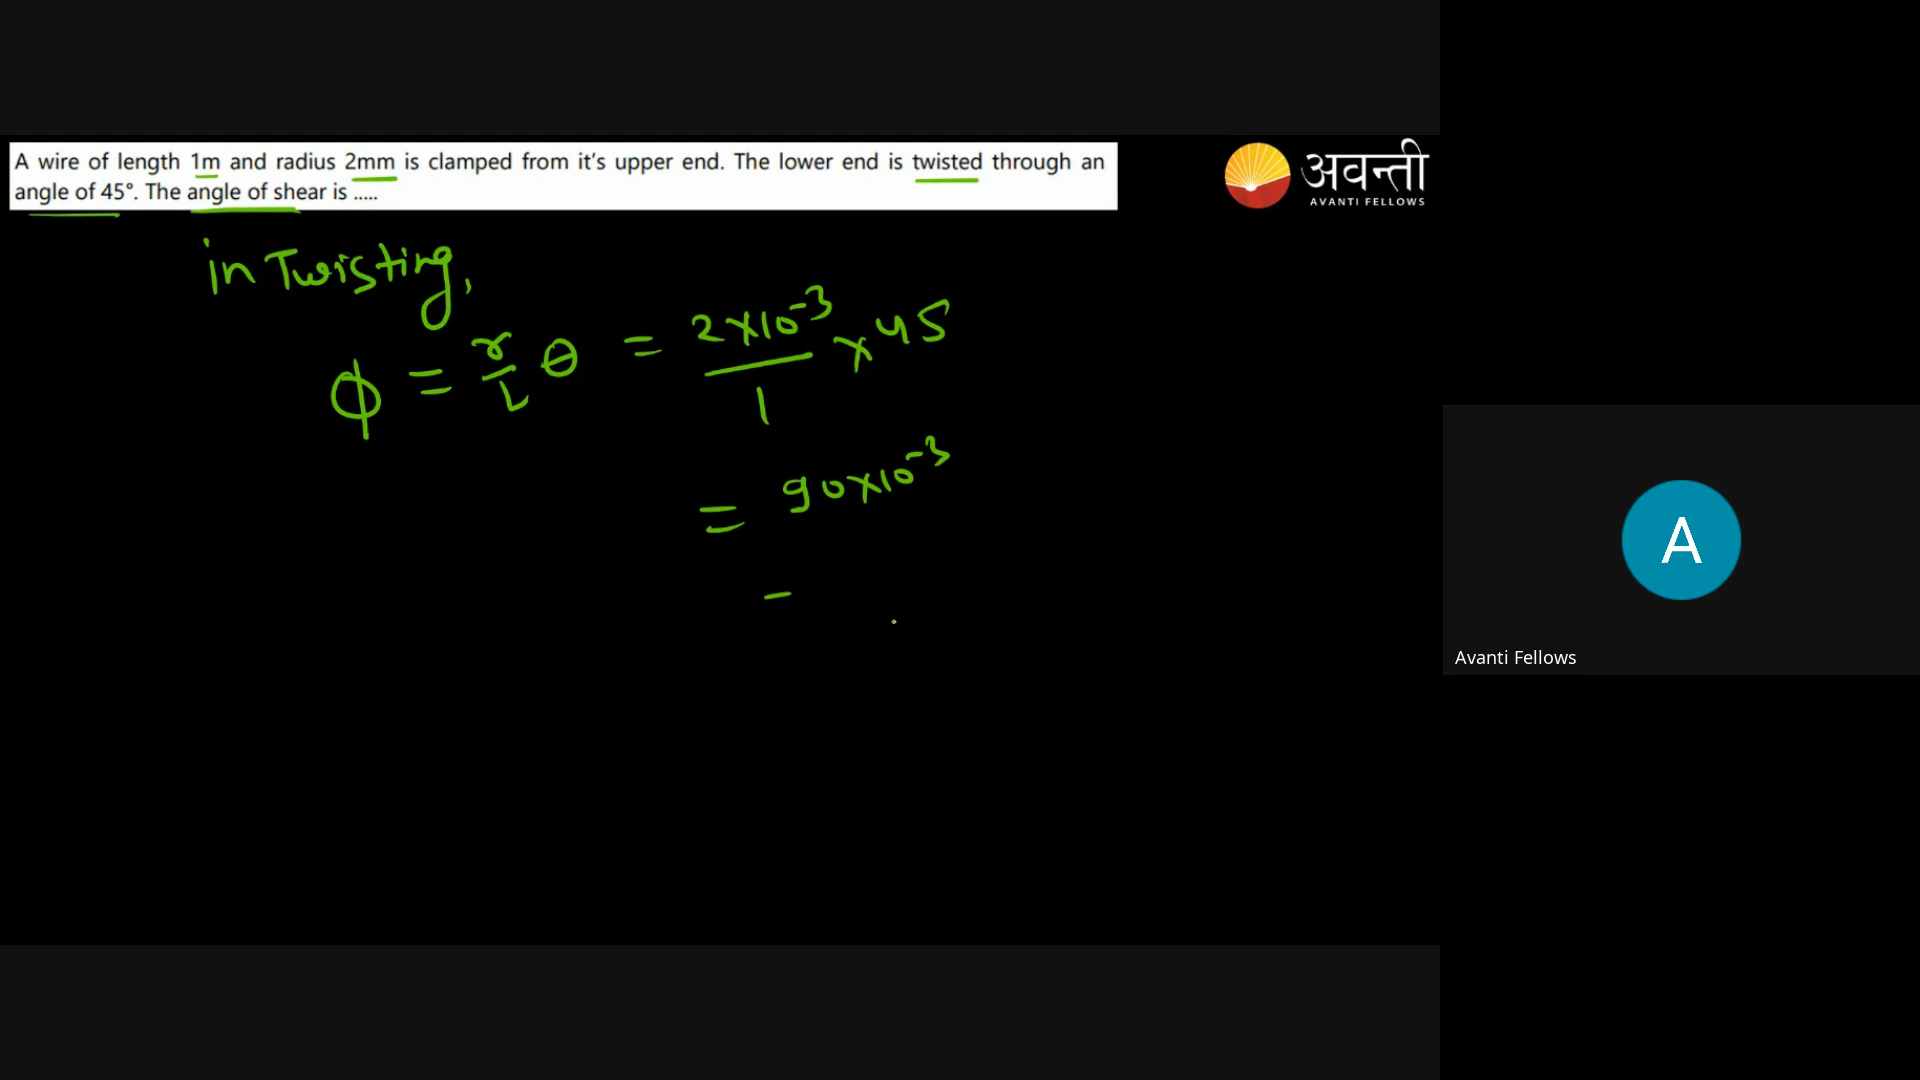 A wire of length 1m and radius 2mm is clamped from it's upper end. The lower end is twisted through an
angle of 45°. The angle of shear is .....
अवन्ती
AVANTI FELLOWS
in Twisting,
ϕ = r/L θ = 2×10⁻³/1 × 45
= 90×10⁻³
-
A
Avanti Fellows